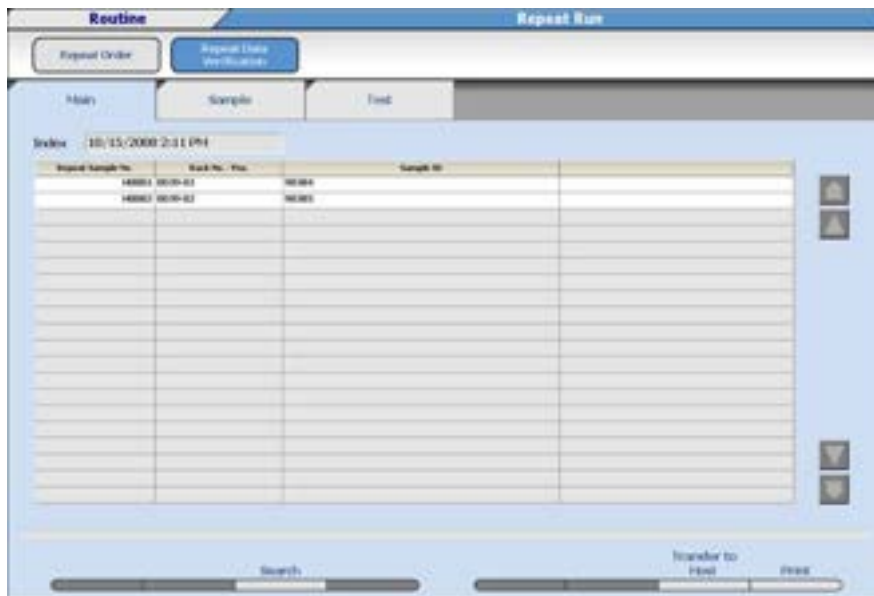 Routine
Repeat Run
Repeat Order
Repeat Data
Verification
Main
Sample
Test
Index 10/15/2008 2:11 PM
Repeat Sample No. Rack No. - Pos. Sample ID
Search
Transfer to
Host
Print